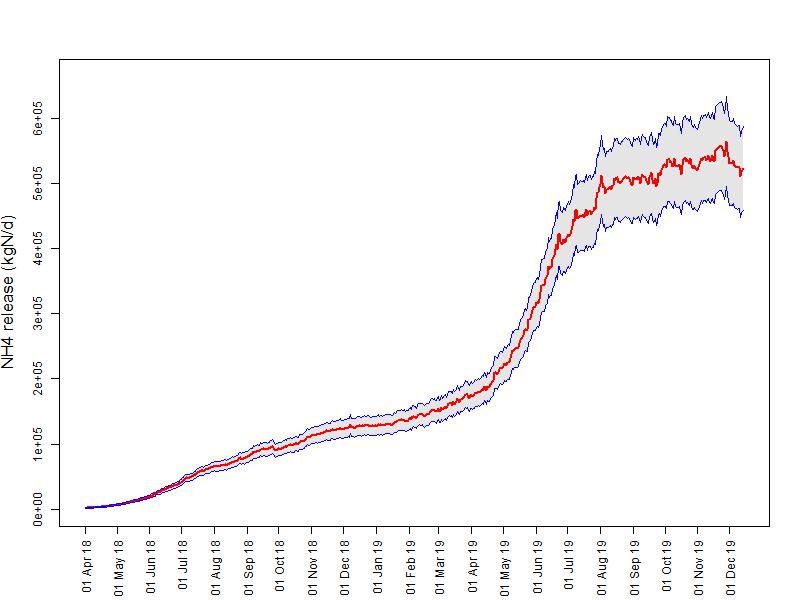 NH4 release (kgN/d)
6e+05
5e+05
4e+05
3e+05
2e+05
1e+05
0e+00
01 Apr 18
01 May 18
01 Jun 18
01 Jul 18
01 Aug 18
01 Sep 18
01 Oct 18
01 Nov 18
01 Dec 18
01 Jan 19
01 Feb 19
01 Mar 19
01 Apr 19
01 May 19
01 Jun 19
01 Jul 19
01 Aug 19
01 Sep 19
01 Oct 19
01 Nov 19
01 Dec 19